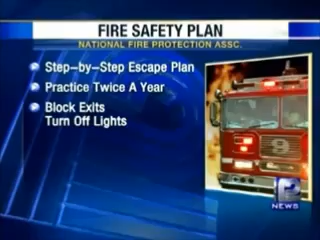 FIRE SAFETY PLAN
NATIONAL FIRE PROTECTION ASSC.
Step-by-Step Escape Plan
Practice Twice A Year
Block Exits
Turn Off Lights
9
12
NEWS